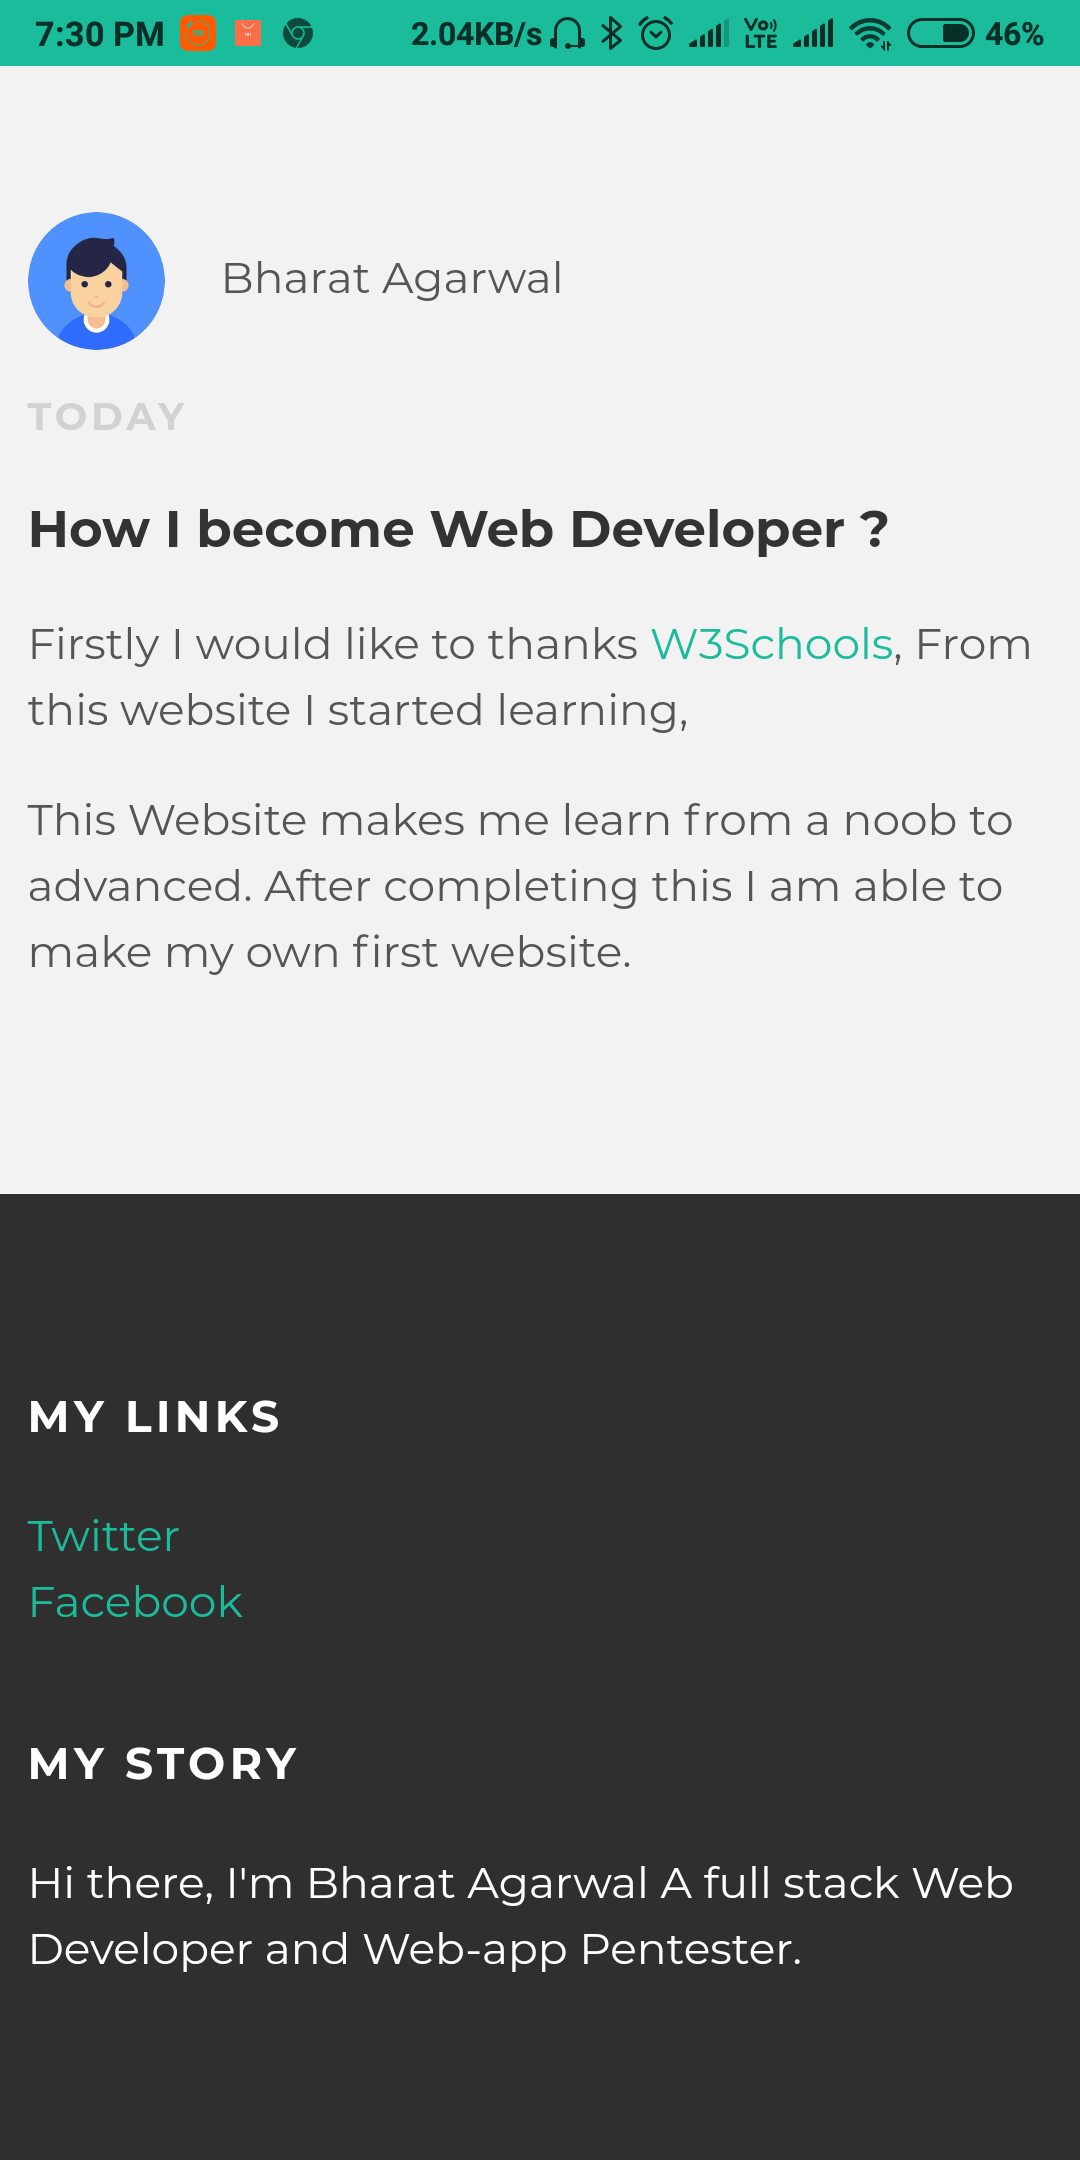 7:30 PM 2.04KB/s VoLTE 46%
Bharat Agarwal
TODAY
How I become Web Developer ?
Firstly I would like to thanks W3Schools, From
this website I started learning,
This Website makes me learn from a noob to
advanced. After completing this I am able to
make my own first website.
MY LINKS
Twitter
Facebook
MY STORY
Hi there, I'm Bharat Agarwal A full stack Web
Developer and Web-app Pentester.